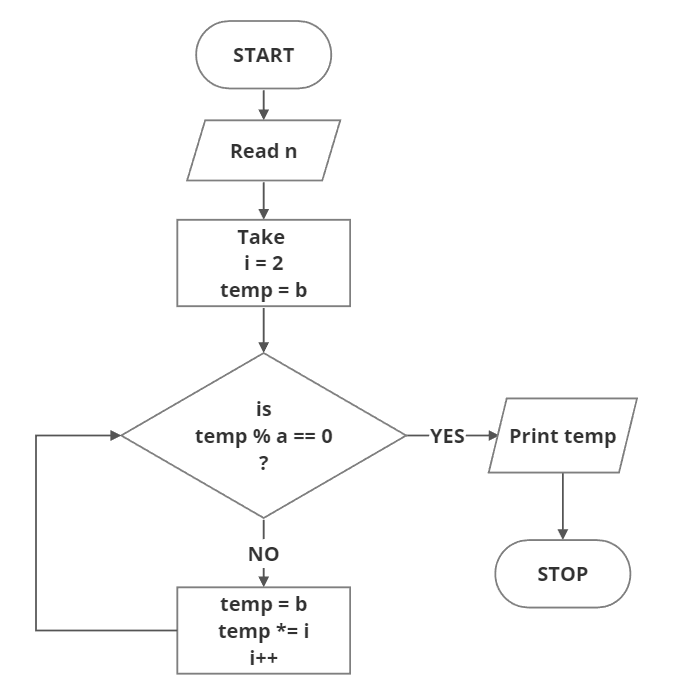 START
Read n
Take
i = 2
temp = b
is
temp % a == 0
?
YES
Print temp
NO
STOP
temp = b
temp *= i
i++